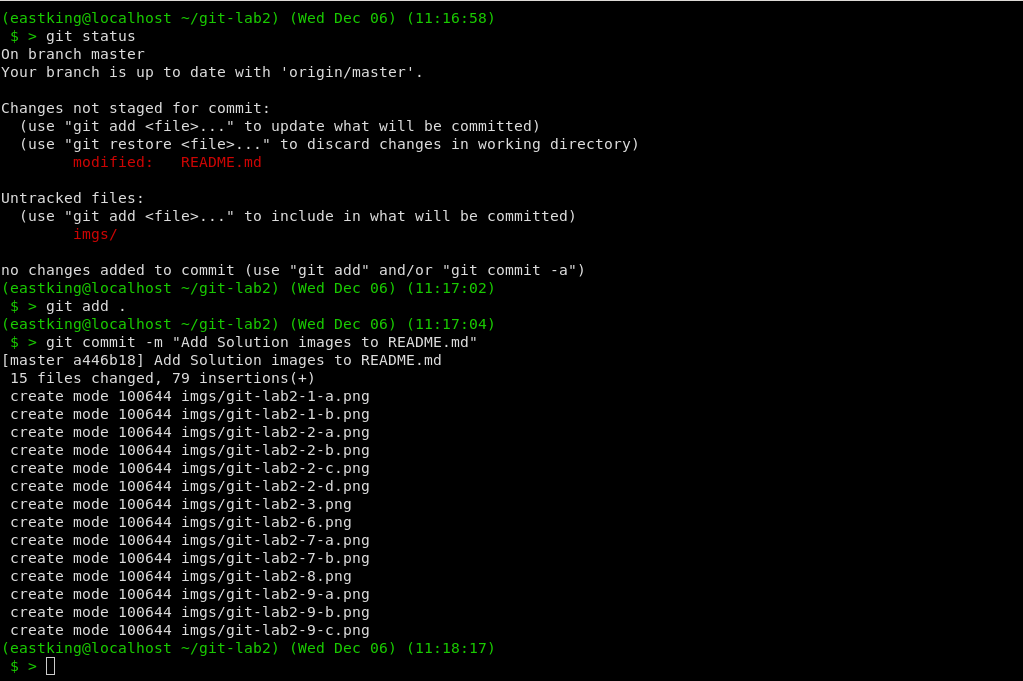 (eastking@localhost ~/git-lab2) (Wed Dec 06) (11:16:58)
 $ > git status
On branch master
Your branch is up to date with 'origin/master'.

Changes not staged for commit:
  (use "git add <file>..." to update what will be committed)
  (use "git restore <file>..." to discard changes in working directory)
        modified:   README.md

Untracked files:
  (use "git add <file>..." to include in what will be committed)
        imgs/

no changes added to commit (use "git add" and/or "git commit -a")
(eastking@localhost ~/git-lab2) (Wed Dec 06) (11:17:02)
 $ > git add .
(eastking@localhost ~/git-lab2) (Wed Dec 06) (11:17:04)
 $ > git commit -m "Add Solution images to README.md"
[master a446b18] Add Solution images to README.md
 15 files changed, 79 insertions(+)
 create mode 100644 imgs/git-lab2-1-a.png
 create mode 100644 imgs/git-lab2-1-b.png
 create mode 100644 imgs/git-lab2-2-a.png
 create mode 100644 imgs/git-lab2-2-b.png
 create mode 100644 imgs/git-lab2-2-c.png
 create mode 100644 imgs/git-lab2-2-d.png
 create mode 100644 imgs/git-lab2-3.png
 create mode 100644 imgs/git-lab2-6.png
 create mode 100644 imgs/git-lab2-7-a.png
 create mode 100644 imgs/git-lab2-7-b.png
 create mode 100644 imgs/git-lab2-8.png
 create mode 100644 imgs/git-lab2-9-a.png
 create mode 100644 imgs/git-lab2-9-b.png
 create mode 100644 imgs/git-lab2-9-c.png
(eastking@localhost ~/git-lab2) (Wed Dec 06) (11:18:17)
 $ >